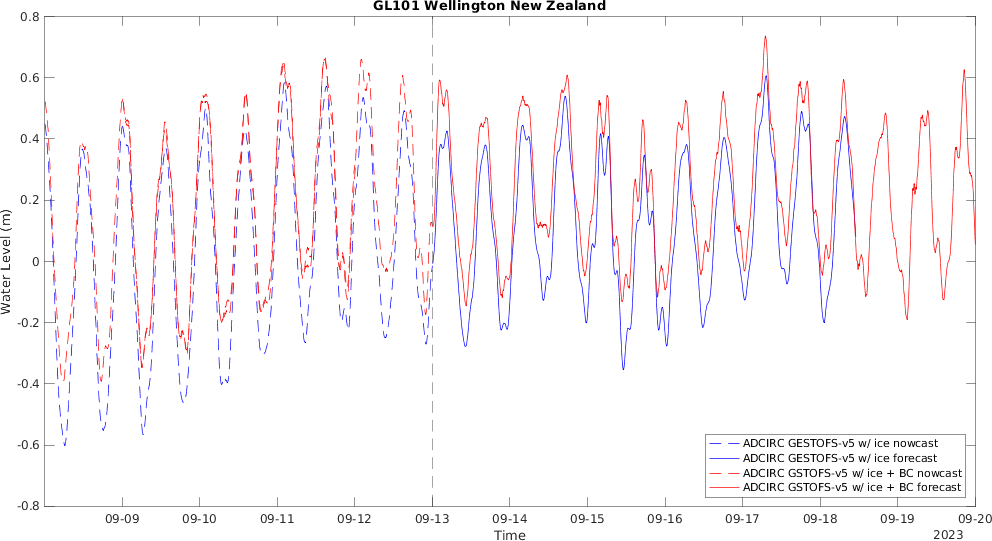 GL101 Wellington New Zealand
0.8
0.6
0.4
0.2
0
-0.2
-0.4
-0.6
-0.8
Water Level (m)
09-09 09-10 09-11 09-12 09-13 09-14 09-15 09-16 09-17 09-18 09-19 09-20
Time
2023
ADCIRC GESTOFS-v5 w/ ice nowcast
ADCIRC GESTOFS-v5 w/ ice forecast
ADCIRC GSTOFS-v5 w/ ice + BC nowcast
ADCIRC GSTOFS-v5 w/ ice + BC forecast